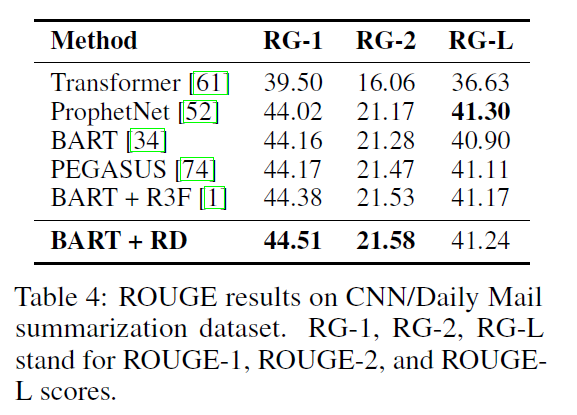 Method RG-1 RG-2 RG-L
Transformer [61] 39.50 16.06 36.63
ProphetNet [52] 44.02 21.17 41.30
BART [34] 44.16 21.28 40.90
PEGASUS [74] 44.17 21.47 41.11
BART + R3F [1] 44.38 21.53 41.17
BART + RD 44.51 21.58 41.24
Table 4: ROUGE results on CNN/Daily Mail
summarization dataset. RG-1, RG-2, RG-L
stand for ROUGE-1, ROUGE-2, and ROUGE-
L scores.